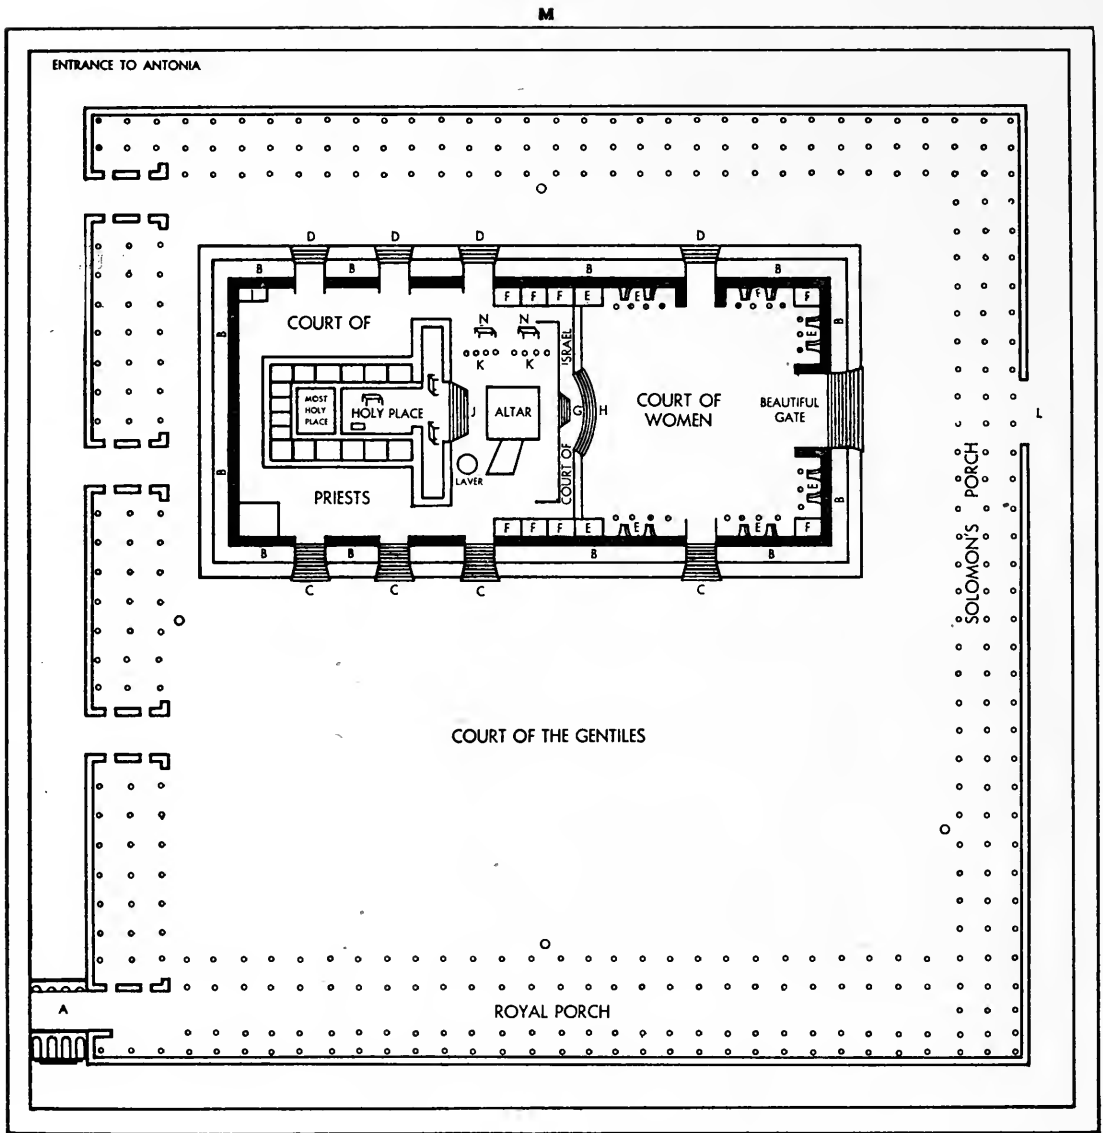 M
ENTRANCE TO ANTONIA
D D D D
B B B B
F F F E E F F
COURT OF
N N
K K
ISRAEL
B
E
B
MOST
HOLY
PLACE
HOLY PLACE
J
ALTAR
G
H
COURT OF
WOMEN
BEAUTIFUL
GATE
L
LAVER
COURT OF
PRIESTS
B
E
B
SOLOMON'S PORCH
F F F E E E F
B B B B
C C C C
COURT OF THE GENTILES
A
ROYAL PORCH